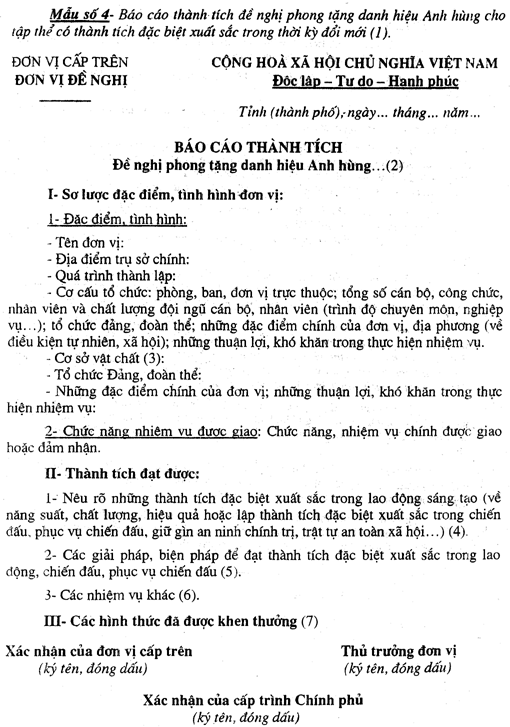 Mẫu số 4- Báo cáo thành tích đề nghị phong tặng danh hiệu Anh hùng cho
tập thể có thành tích đặc biệt xuất sắc trong thời kỳ đổi mới (1).
ĐƠN VỊ CẤP TRÊN
CỘNG HOÀ XÃ HỘI CHỦ NGHĨA VIỆT NAM
ĐƠN VỊ ĐỀ NGHỊ
Độc lập – Tự do – Hạnh phúc
Tỉnh (thành phố), ngày... tháng... năm...
BÁO CÁO THÀNH TÍCH
Đề nghị phong tặng danh hiệu Anh hùng...(2)
I- Sơ lược đặc điểm, tình hình đơn vị:
1- Đặc điểm, tình hình:
- Tên đơn vị:
- Địa điểm trụ sở chính:
- Quá trình thành lập:
- Cơ cấu tổ chức: phòng, ban, đơn vị trực thuộc; tổng số cán bộ, công chức,
nhân viên và chất lượng đội ngũ cán bộ, nhân viên (trình độ chuyên môn, nghiệp
vụ...); tổ chức đảng, đoàn thể; những đặc điểm chính của đơn vị, địa phương (về
điều kiện tự nhiên, xã hội); những thuận lợi, khó khăn trong thực hiện nhiệm vụ.
- Cơ sở vật chất (3):
- Tổ chức Đảng, đoàn thể:
- Những đặc điểm chính của đơn vị; những thuận lợi, khó khăn trong thực
hiện nhiệm vụ:
2- Chức năng nhiệm vụ được giao: Chức năng, nhiệm vụ chính được giao
hoặc đảm nhận.
II- Thành tích đạt được:
1- Nêu rõ những thành tích đặc biệt xuất sắc trong lao động sáng tạo (về
năng suất, chất lượng, hiệu quả hoặc lập thành tích đặc biệt xuất sắc trong chiến
đấu, phục vụ chiến đấu, giữ gìn an ninh chính trị, trật tự an toàn xã hội...) (4).
2- Các giải pháp, biện pháp để đạt thành tích đặc biệt xuất sắc trong lao
động, chiến đấu, phục vụ chiến đấu (5).
3- Các nhiệm vụ khác (6).
III- Các hình thức đã được khen thưởng (7)
Xác nhận của đơn vị cấp trên
Thủ trưởng đơn vị
(ký tên, đóng dấu)
(ký tên, đóng dấu)
Xác nhận của cấp trình Chính phủ
(ký tên, đóng dấu)